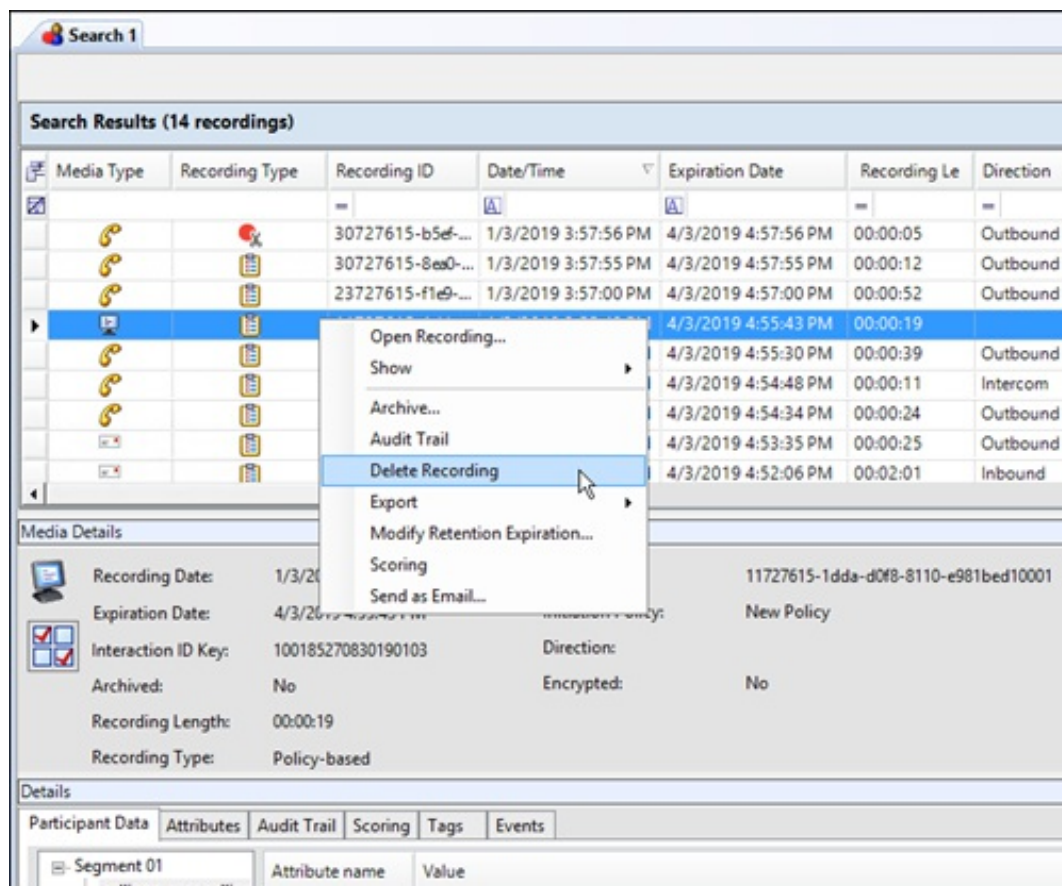 Search 1
Search Results (14 recordings)
Media Type Recording Type Recording ID Date/Time Expiration Date Recording Le Direction
= A A = =
30727615-b5ef-... 1/3/2019 3:57:56 PM 4/3/2019 4:57:56 PM 00:00:05 Outbound
30727615-8ea0-... 1/3/2019 3:57:55 PM 4/3/2019 4:57:55 PM 00:00:12 Outbound
23727615-f1e9-... 1/3/2019 3:57:00 PM 4/3/2019 4:57:00 PM 00:00:52 Outbound
4/3/2019 4:55:43 PM 00:00:19
Open Recording...
4/3/2019 4:55:30 PM 00:00:39 Outbound
Show
4/3/2019 4:54:48 PM 00:00:11 Intercom
Archive...
4/3/2019 4:54:34 PM 00:00:24 Outbound
Audit Trail
4/3/2019 4:53:35 PM 00:00:25 Outbound
Delete Recording
4/3/2019 4:52:06 PM 00:02:01 Inbound
Export
Modify Retention Expiration...
Scoring
Send as Email...
Media Details
Recording Date: 1/3/20 11727615-1dda-d0f8-8110-e981bed10001
Expiration Date: New Policy
Interaction ID Key: 100185270830190103 Direction:
Archived: No Encrypted: No
Recording Length: 00:00:19
Recording Type: Policy-based
Details
Participant Data Attributes Audit Trail Scoring Tags Events
Segment 01 Attribute name Value